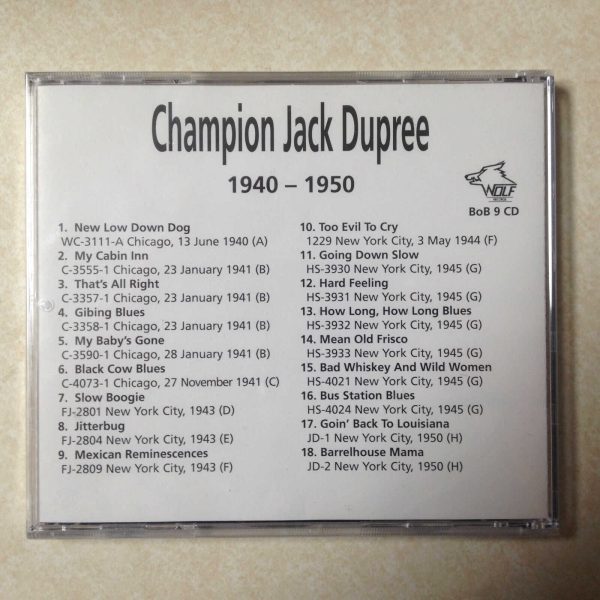 Champion Jack Dupree
1940 – 1950
WOLF
RECORDS
BoB 9 CD
1. New Low Down Dog
WC-3111-A Chicago, 13 June 1940 (A)
2. My Cabin Inn
C-3555-1 Chicago, 23 January 1941 (B)
3. That's All Right
C-3357-1 Chicago, 23 January 1941 (B)
4. Gibing Blues
C-3358-1 Chicago, 23 January 1941 (B)
5. My Baby's Gone
C-3590-1 Chicago, 28 January 1941 (B)
6. Black Cow Blues
C-4073-1 Chicago, 27 November 1941 (C)
7. Slow Boogie
FJ-2801 New York City, 1943 (D)
8. Jitterbug
FJ-2804 New York City, 1943 (E)
9. Mexican Reminescences
FJ-2809 New York City, 1943 (F)
10. Too Evil To Cry
1229 New York City, 3 May 1944 (F)
11. Going Down Slow
HS-3930 New York City, 1945 (G)
12. Hard Feeling
HS-3931 New York City, 1945 (G)
13. How Long, How Long Blues
HS-3932 New York City, 1945 (G)
14. Mean Old Frisco
HS-3933 New York City, 1945 (G)
15. Bad Whiskey And Wild Women
HS-4021 New York City, 1945 (G)
16. Bus Station Blues
HS-4024 New York City, 1945 (G)
17. Goin' Back To Louisiana
JD-1 New York City, 1950 (H)
18. Barrelhouse Mama
JD-2 New York City, 1950 (H)